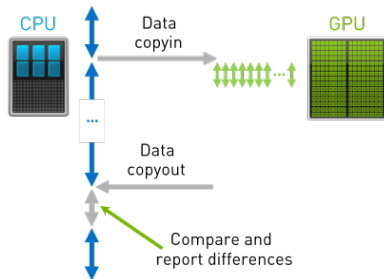 CPU
Data
copyin
GPU
...
...
Data
copyout
Compare and
report differences